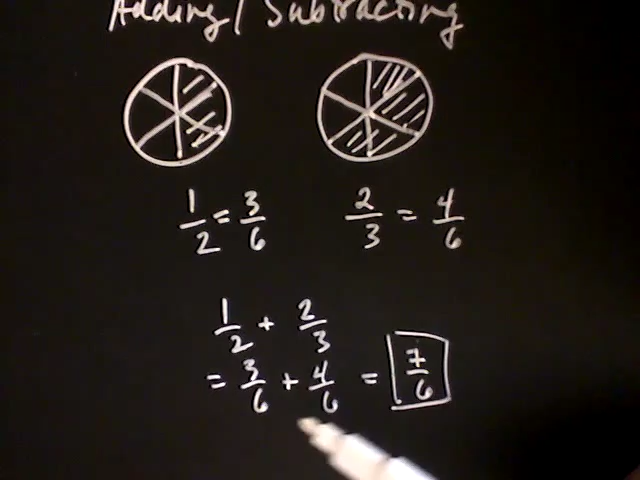 Adding/Subtracting
1/2 = 3/6 2/3 = 4/6
1/2 + 2/3
= 3/6 + 4/6 = 7/6